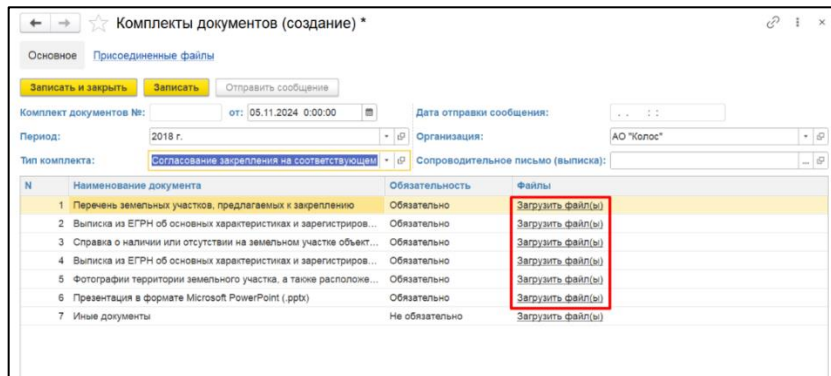 Комплекты документов (создание) *
Основное Присоединенные файлы
Записать и закрыть Записать Отправить сообщение
Комплект документов №: от: 05.11.2024 0:00:00 Дата отправки сообщения: . . : :
Период: 2018 г. Организация: АО "Колос"
Тип комплекта: Согласование закрепления на соответствующем Сопроводительное письмо (выписка):
N Наименование документа Обязательность Файлы
1 Перечень земельных участков, предлагаемых к закреплению Обязательно Загрузить файл(ы)
2 Выписка из ЕГРН об основных характеристиках и зарегистриров... Обязательно Загрузить файл(ы)
3 Справка о наличии или отсутствии на земельном участке объект... Обязательно Загрузить файл(ы)
4 Выписка из ЕГРН об основных характеристиках и зарегистриров... Обязательно Загрузить файл(ы)
5 Фотографии территории земельного участка, а также расположе... Обязательно Загрузить файл(ы)
6 Презентация в формате Microsoft PowerPoint (.pptx) Обязательно Загрузить файл(ы)
7 Иные документы Не обязательно Загрузить файл(ы)